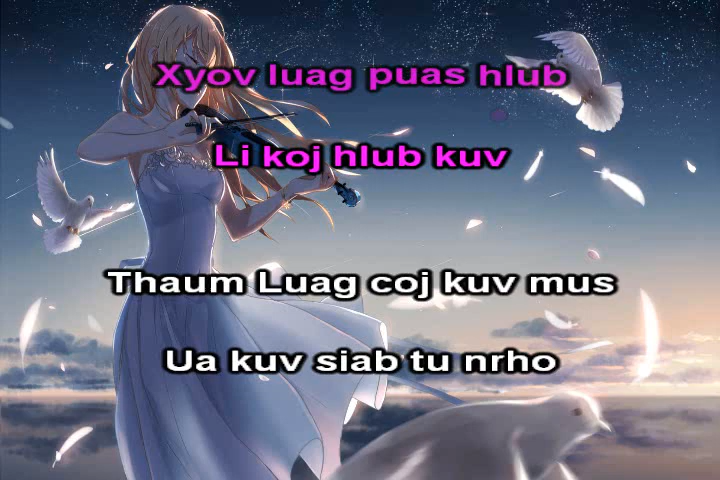 Xyov luag puas hlub
Li koj hlub kuv
Thaum Luag coj kuv mus
Ua kuv siab tu nrho